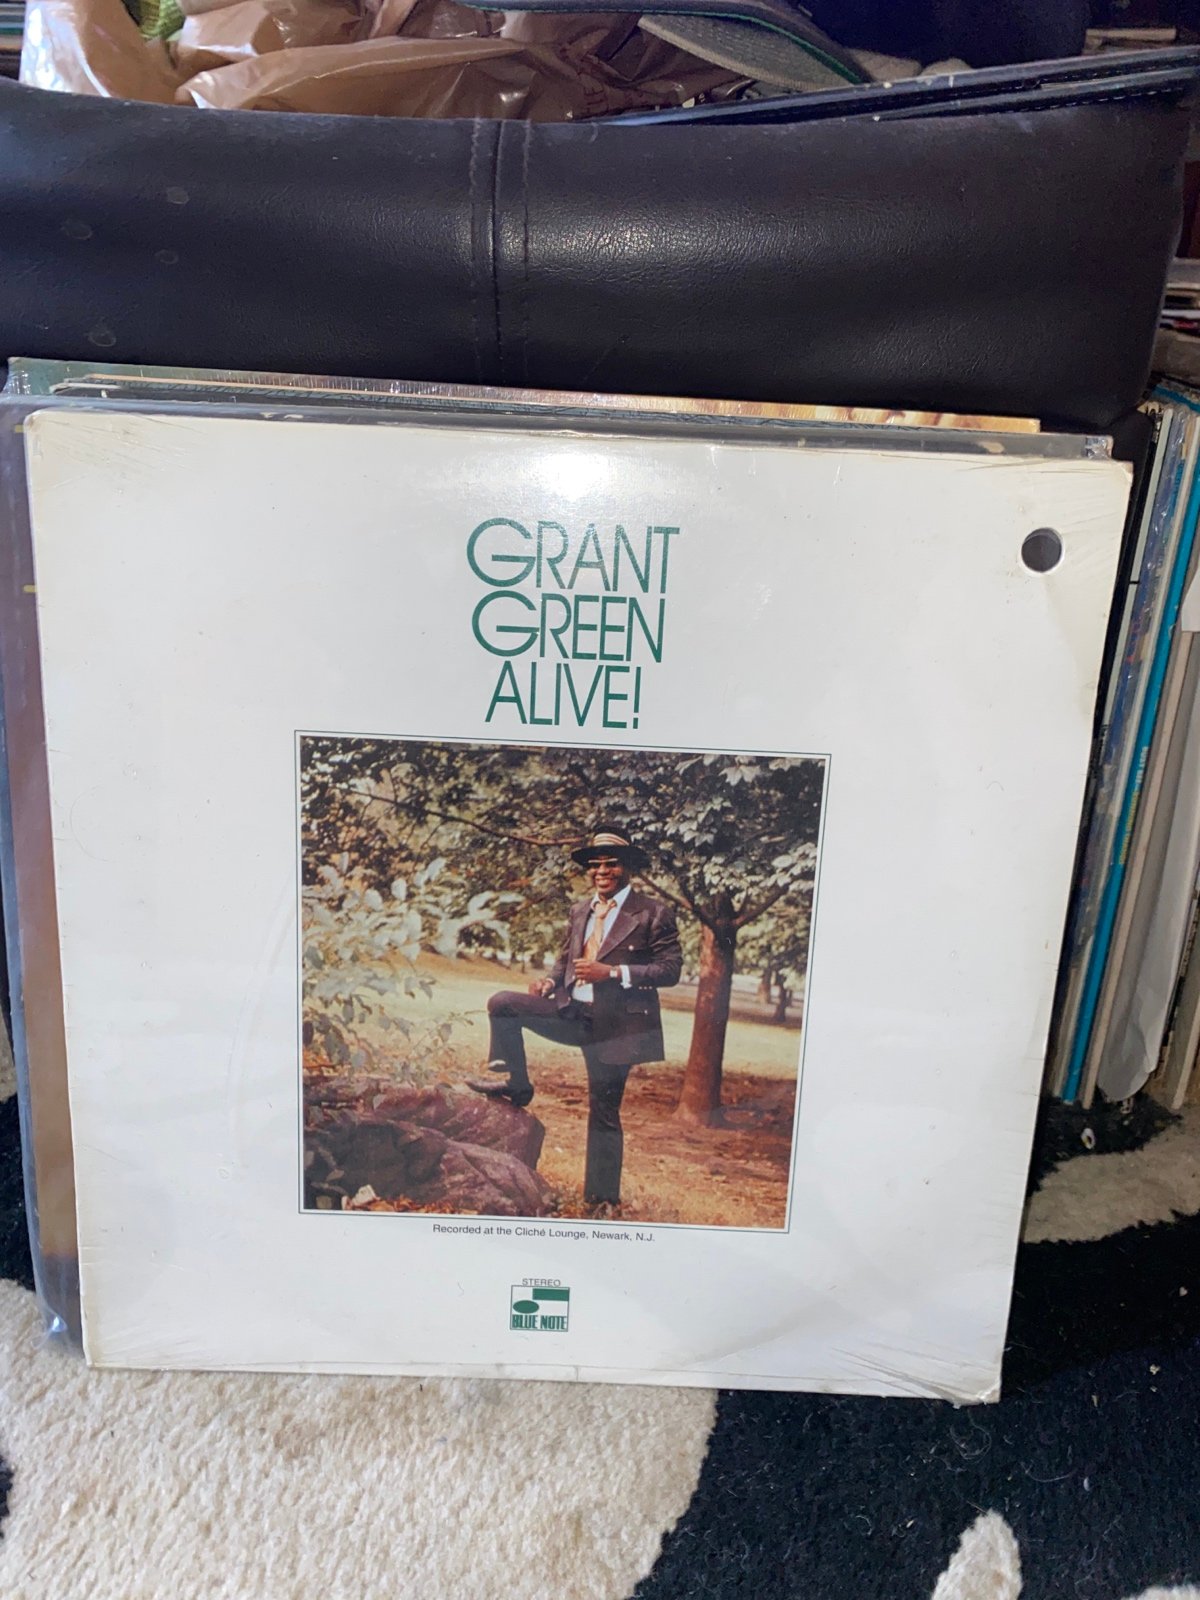 GRANT
GREEN
ALIVE!
Recorded at the Cliché Lounge, Newark, N.J.
STEREO
BLUE NOTE